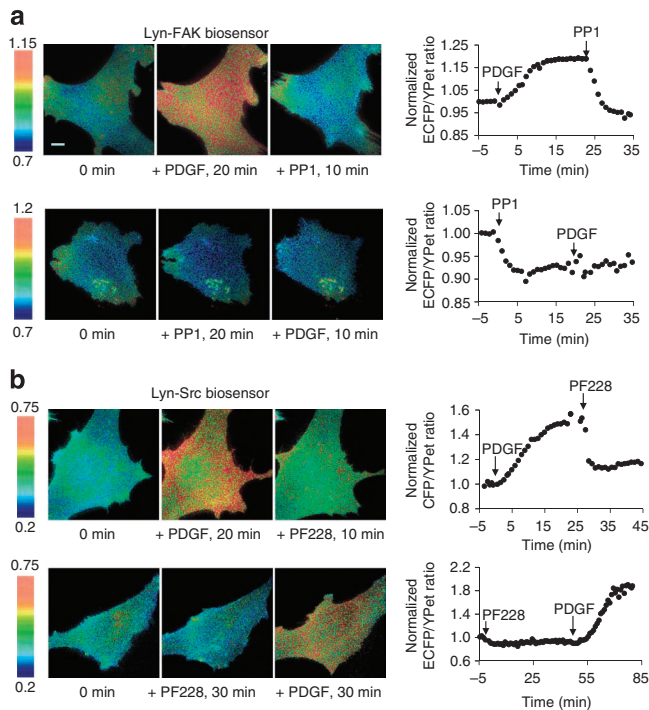 a
Lyn-FAK biosensor
1.15
0.7
0 min
+ PDGF, 20 min
+ PP1, 10 min
Normalized
ECFP/YPet ratio
1.25
1.15
1.05
0.95
0.85
PDGF
PP1
–5 5 15 25 35
Time (min)
1.2
0.7
0 min
+ PP1, 20 min
+ PDGF, 10 min
Normalized
ECFP/YPet ratio
1.05
1.00
0.95
0.90
0.85
PP1
PDGF
–5 5 15 25 35
Time (min)
b
Lyn-Src biosensor
0.75
0.2
0 min
+ PDGF, 20 min
+ PF228, 10 min
Normalized
CFP/YPet ratio
1.6
1.4
1.2
1.0
0.8
PDGF
PF228
–5 5 15 25 35 45
Time (min)
0.75
0.2
0 min
+ PF228, 30 min
+ PDGF, 30 min
Normalized
ECFP/YPet ratio
2.2
1.8
1.4
1.0
0.6
PF228
PDGF
–5 25 55 85
Time (min)